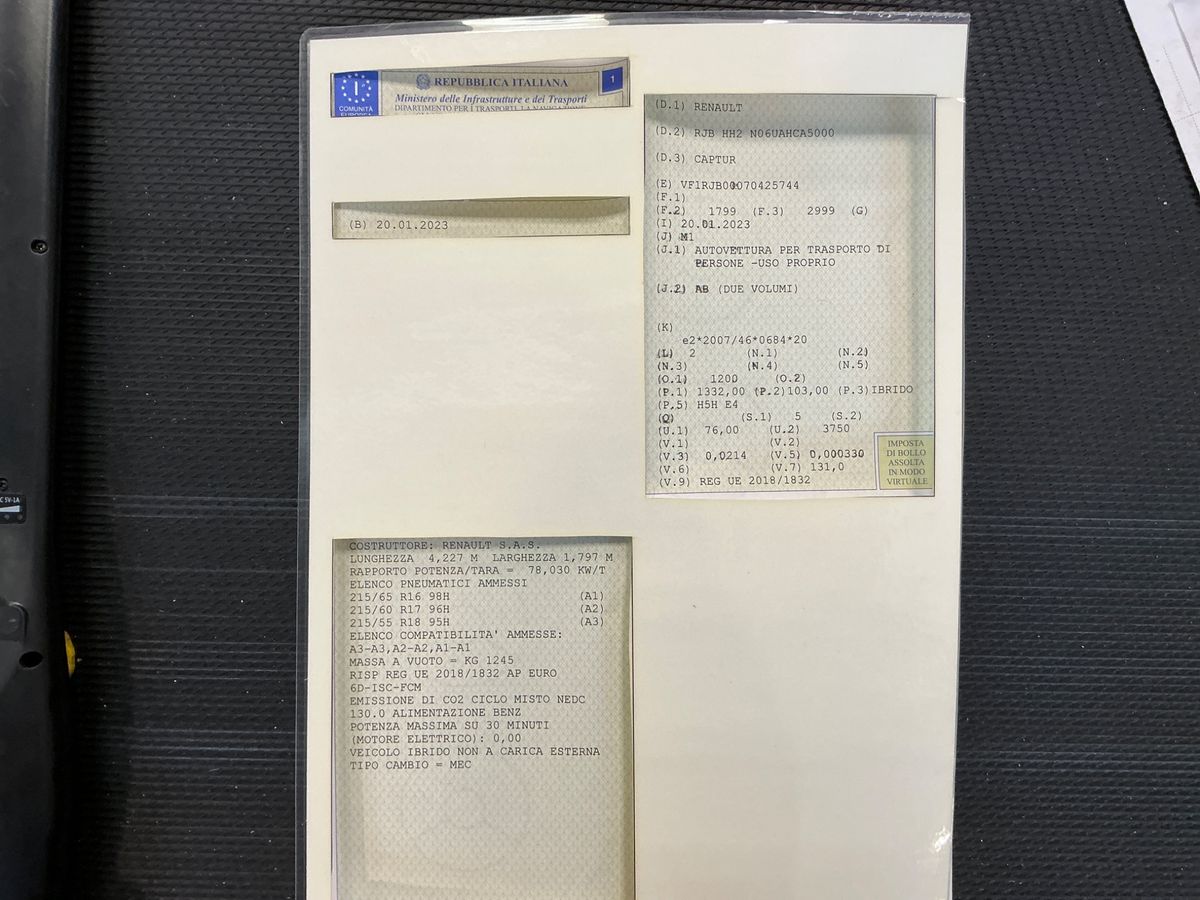 REPUBBLICA ITALIANA
1
I
Ministero delle Infrastrutture e dei Trasporti
COMUNITÀ
DIPARTIMENTO PER I TRASPORTI, LA NAVIGAZIONE
EUROPEA
(B) 20.01.2023
(D.1) RENAULT
(D.2) RJB HH2 N06UAHCA5000
(D.3) CAPTUR
(E) VF1RJB00070425744
(F.1)
(F.2) 1799 (F.3) 2999 (G)
(I) 20.01.2023
(J) M1
(J.1) AUTOVETTURA PER TRASPORTO DI
PERSONE -USO PROPRIO
(J.2) AB (DUE VOLUMI)
(K)
e2*2007/46*0684*20
(L) 2 (N.1) (N.2)
(N.3) (N.4) (N.5)
(O.1) 1200 (O.2)
(P.1) 1332,00 (P.2)103,00 (P.3)IBRIDO
(P.5) H5H E4
(Q) (S.1) 5 (S.2)
(U.1) 76,00 (U.2) 3750
(V.1) (V.2)
(V.3) 0,0214 (V.5) 0,000330
(V.6) (V.7) 131,0
(V.9) REG UE 2018/1832
IMPOSTA
DI BOLLO
ASSOLTA
IN MODO
VIRTUALE
COSTRUTTORE: RENAULT S.A.S.
LUNGHEZZA 4,227 M LARGHEZZA 1,797 M
RAPPORTO POTENZA/TARA = 78,030 KW/T
ELENCO PNEUMATICI AMMESSI
215/65 R16 98H (A1)
215/60 R17 96H (A2)
215/55 R18 95H (A3)
ELENCO COMPATIBILITA' AMMESSE:
A3-A3,A2-A2,A1-A1
MASSA A VUOTO = KG 1245
RISP REG UE 2018/1832 AP EURO
6D-ISC-FCM
EMISSIONE DI CO2 CICLO MISTO NEDC
130.0 ALIMENTAZIONE BENZ
POTENZA MASSIMA SU 30 MINUTI
(MOTORE ELETTRICO): 0,00
VEICOLO IBRIDO NON A CARICA ESTERNA
TIPO CAMBIO = MEC
C 5V-1A